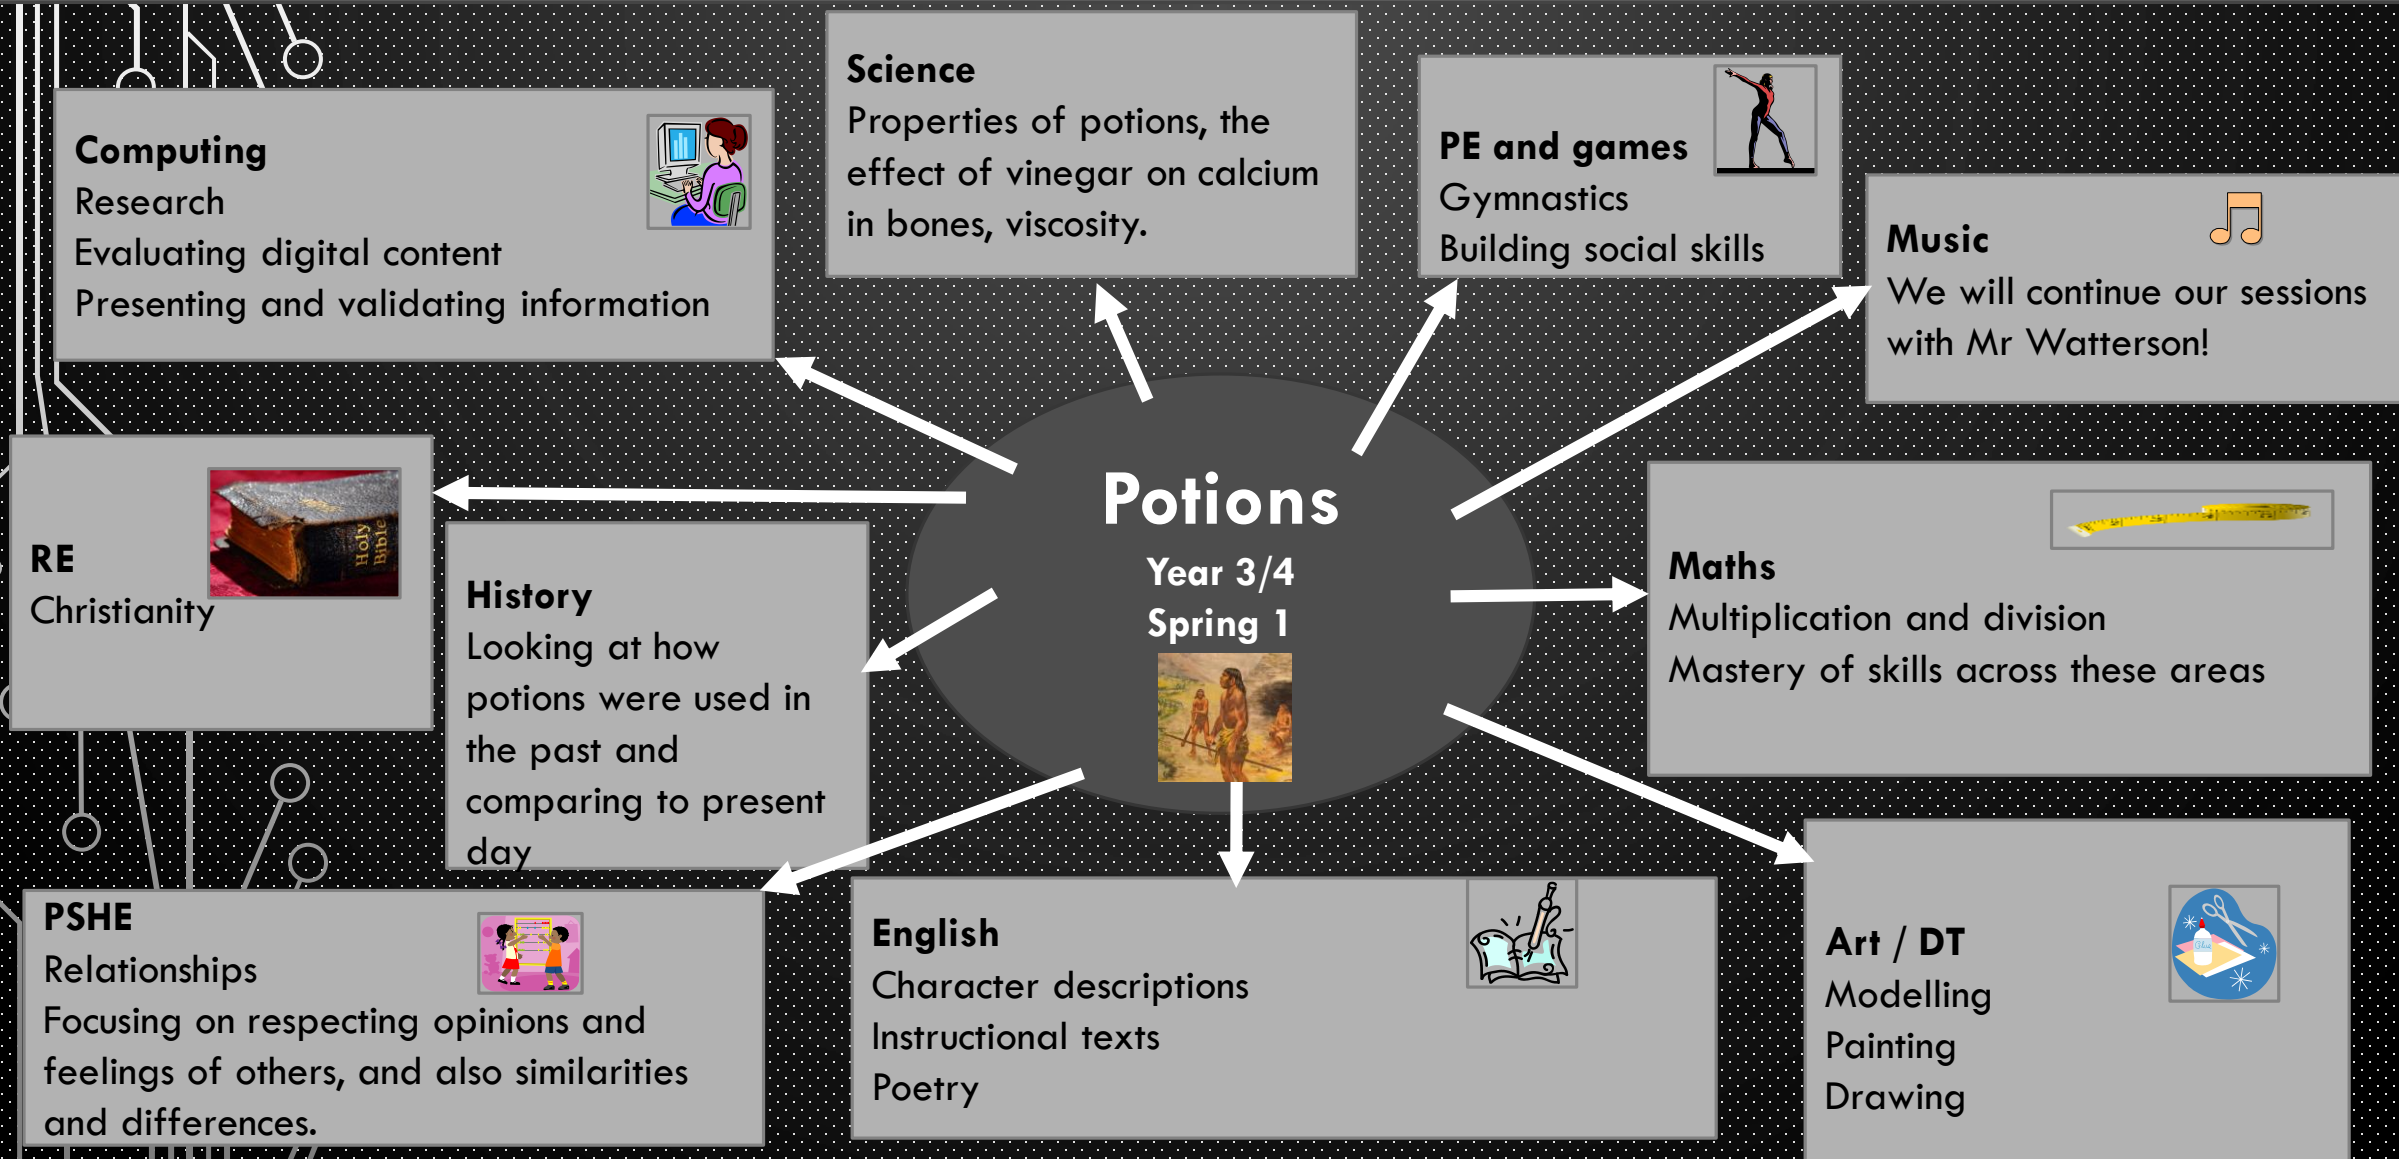 Computing
Research
Evaluating digital content
Presenting and validating information
Science
Properties of potions, the
effect of vinegar on calcium
in bones, viscosity.
PE and games
Gymnastics
Building social skills
Music
We will continue our sessions
with Mr Watterson!
RE
Christianity
Holy
Bible
History
Looking at how
potions were used in
the past and
comparing to present
day
Potions
Year 3/4
Spring 1
Maths
Multiplication and division
Mastery of skills across these areas
PSHE
Relationships
Focusing on respecting opinions and
feelings of others, and also similarities
and differences.
English
Character descriptions
Instructional texts
Poetry
Art / DT
Modelling
Painting
Drawing
Glue